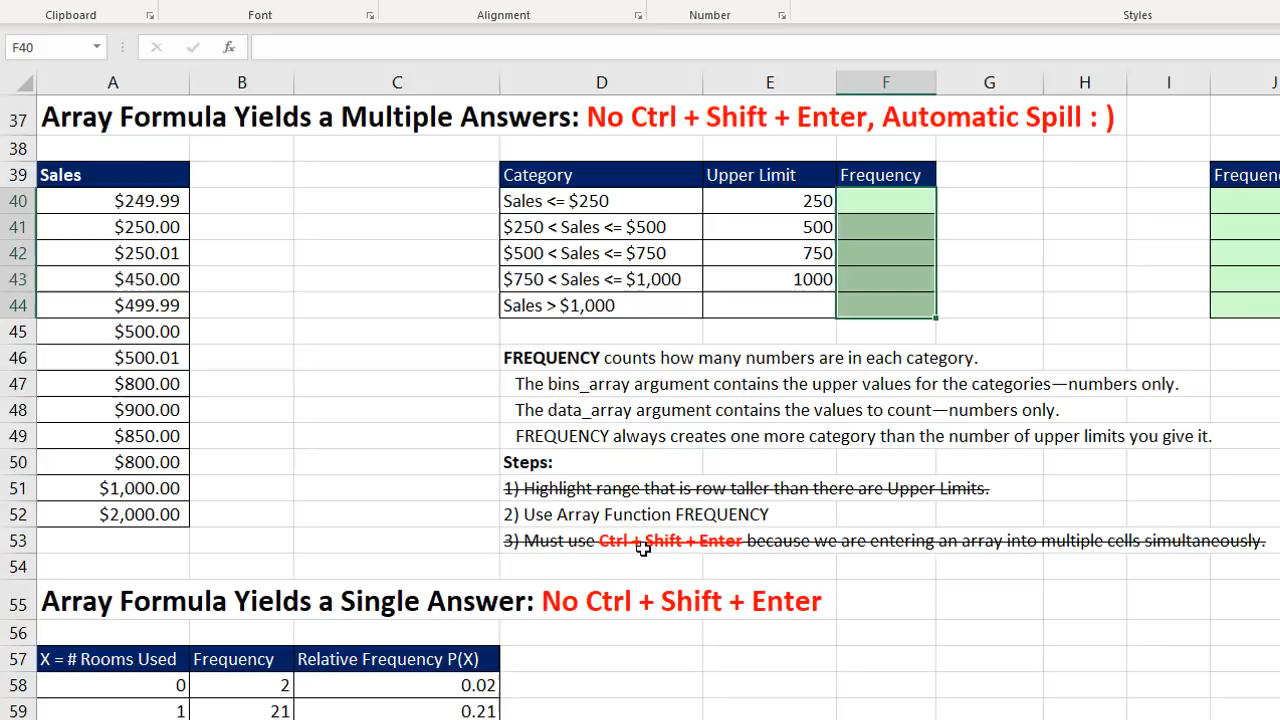 Clipboard Font Alignment Number Styles
F40 fx
A B C D E F G H I J
37 Array Formula Yields a Multiple Answers: No Ctrl + Shift + Enter, Automatic Spill : )
38
39 Sales Category Upper Limit Frequency
40 $249.99 Sales <= $250 250
41 $250.00 $250 < Sales <= $500 500
42 $250.01 $500 < Sales <= $750 750
43 $450.00 $750 < Sales <= $1,000 1000
44 $499.99 Sales > $1,000
45 $500.00
46 $500.01 FREQUENCY counts how many numbers are in each category.
47 $800.00 The bins_array argument contains the upper values for the categories—numbers only.
48 $900.00 The data_array argument contains the values to count—numbers only.
49 $850.00 FREQUENCY always creates one more category than the number of upper limits you give it.
50 $800.00 Steps:
51 $1,000.00 1) Highlight range that is row taller than there are Upper Limits.
52 $2,000.00 2) Use Array Function FREQUENCY
53 3) Must use Ctrl + Shift + Enter because we are entering an array into multiple cells simultaneously.
54
55 Array Formula Yields a Single Answer: No Ctrl + Shift + Enter
56
57 X = # Rooms Used Frequency Relative Frequency P(X)
58 0 2 0.02
59 1 21 0.21